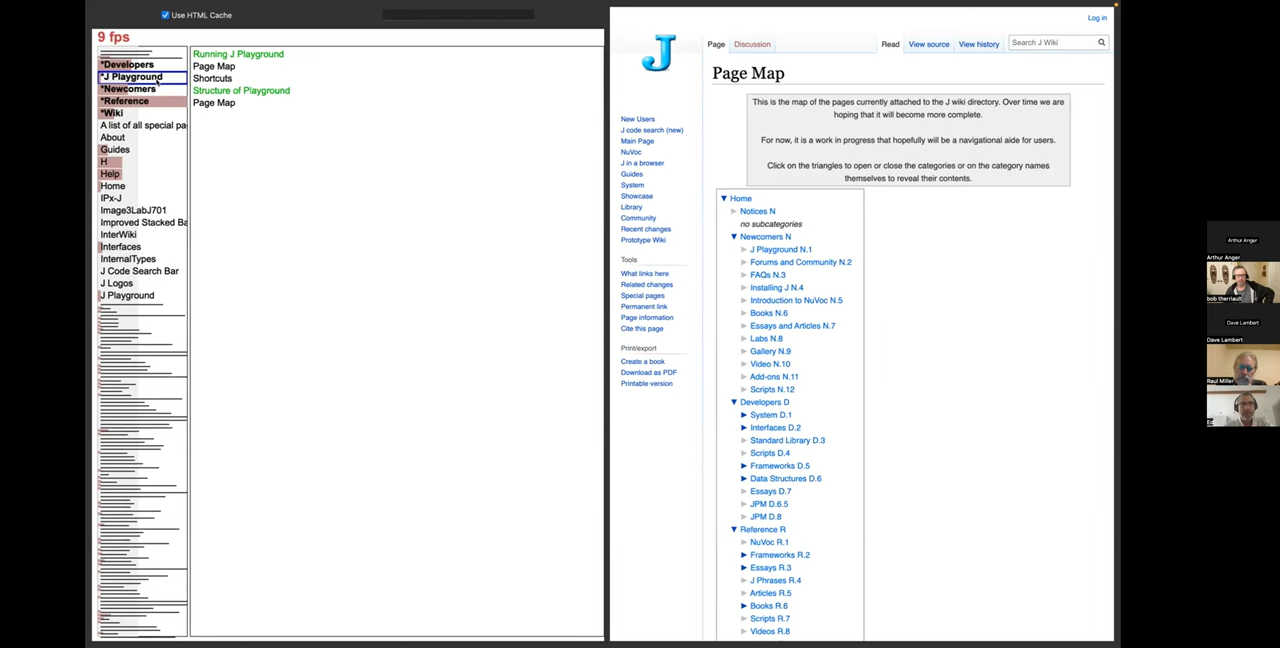 Use HTML Cache
9 fps
*Developers
*J Playground
*Newcomers
*Reference
*Wiki
A list of all special pa
About
Guides
H
Help
Home
IPx-J
Image3LabJ701
Improved Stacked Ba
InterWiki
Interfaces
InternalTypes
J Code Search Bar
J Logos
J Playground
Running J Playground
Page Map
Shortcuts
Structure of Playground
Page Map
Log in
J
Page
Discussion
Read
View source
View history
Search J Wiki
Page Map
This is the map of the pages currently attached to the J wiki directory. Over time we are
hoping that it will become more complete.
For now, it is a work in progress that hopefully will be a navigational aide for users.
Click on the triangles to open or close the categories or on the category names
themselves to reveal their contents.
New Users
J code search (new)
Main Page
NuVoc
J in a browser
Guides
System
Showcase
Library
Community
Recent changes
Prototype Wiki
Tools
What links here
Related changes
Special pages
Permanent link
Page information
Cite this page
Print/export
Create a book
Download as PDF
Printable version
Home
Notices N
no subcategories
Newcomers N
J Playground N.1
Forums and Community N.2
FAQs N.3
Installing J N.4
Introduction to NuVoc N.5
Books N.6
Essays and Articles N.7
Labs N.8
Gallery N.9
Video N.10
Add-ons N.11
Scripts N.12
Developers D
System D.1
Interfaces D.2
Standard Library D.3
Scripts D.4
Frameworks D.5
Data Structures D.6
Essays D.7
JPM D.6.5
JPM D.8
Reference R
NuVoc R.1
Frameworks R.2
Essays R.3
J Phrases R.4
Articles R.5
Books R.6
Scripts R.7
Videos R.8
Arthur Anger
Arthur Anger
bob therriault
Dave Lambert
Dave Lambert
Raul Miller